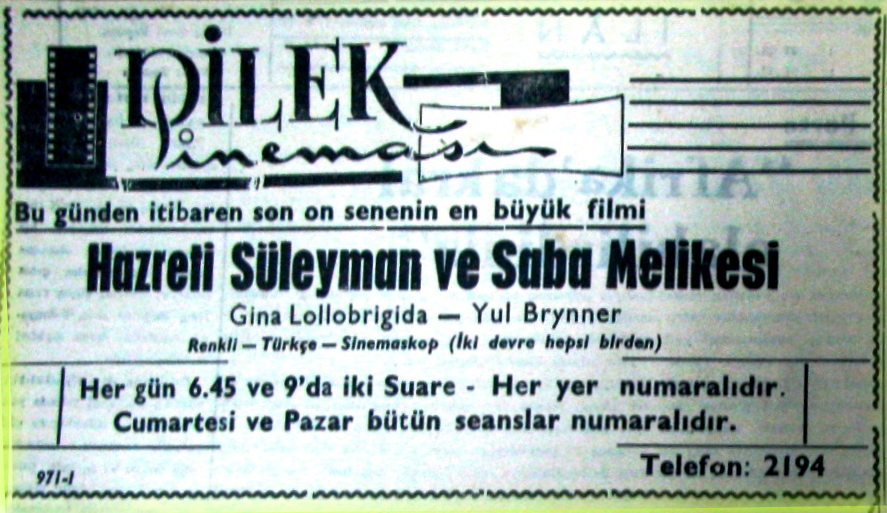 DİLEK
Sineması
Bu günden itibaren son on senenin en büyük filmi
Hazreti Süleyman ve Saba Melikesi
Gina Lollobrigida — Yul Brynner
Renkli — Türkçe — Sinemaskop (İki devre hepsi birden)
Her gün 6.45 ve 9'da iki Suare - Her yer numaralıdır.
Cumartesi ve Pazar bütün seanslar numaralıdır.
Telefon: 2194
971-1